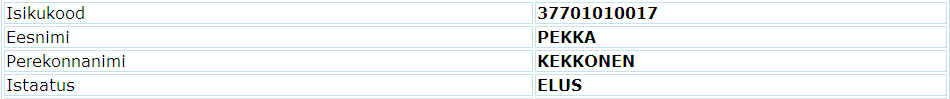 Isikukood 37701010017
Eesnimi PEKKA
Perekonnanimi KEKKONEN
Istaatus ELUS